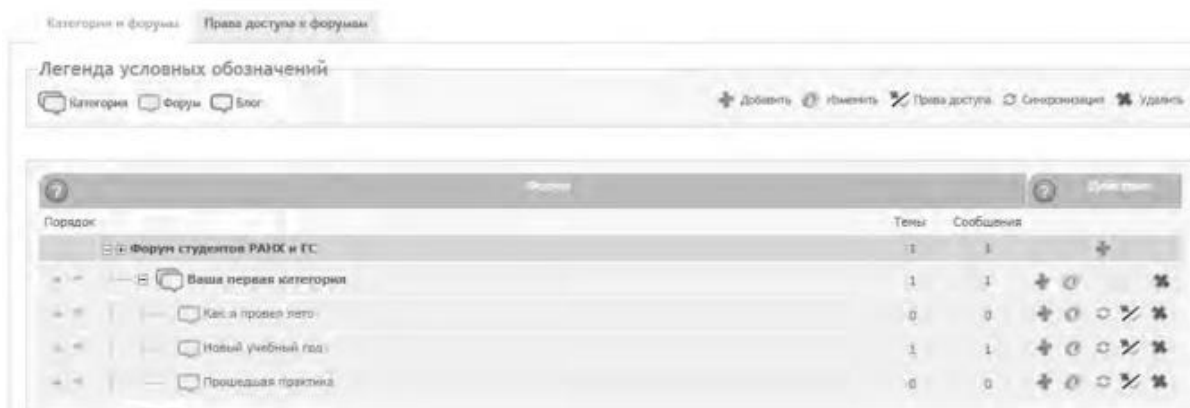 Категории и форумы Права доступа к форумам
Легенда условных обозначений
Категория Форум Блог Добавить Изменить Права доступа Синхронизация Удалить
Форум Действие
Порядок Темы Сообщения
Форум студентов РАНХ и ГС 1 1
Ваша первая категория 1 1
Как я провел лето 0 0
Новый учебный год 1 1
Прошедшая практика 0 0